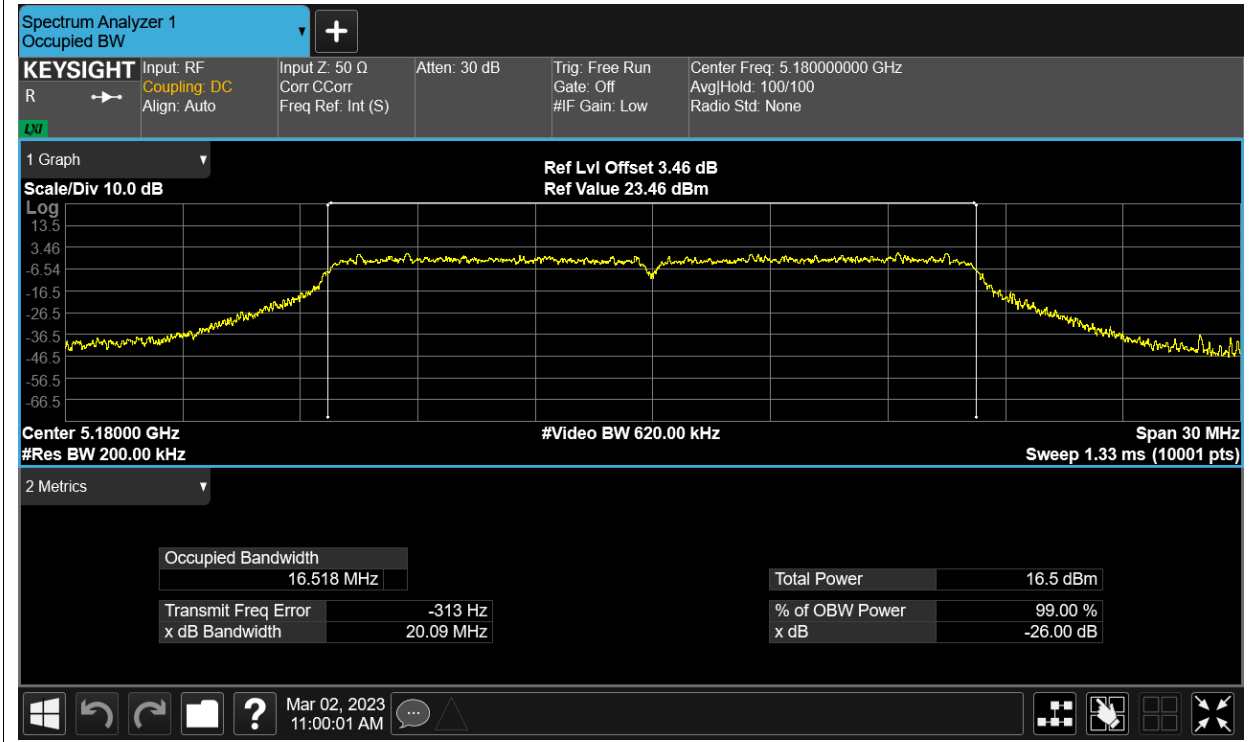 Spectrum Analyzer 1
Occupied BW
KEYSIGHT
R
LXI
Input: RF
Coupling: DC
Align: Auto
Input Z: 50 Ω
Corr CCorr
Freq Ref: Int (S)
Atten: 30 dB
Trig: Free Run
Gate: Off
#IF Gain: Low
Center Freq: 5.180000000 GHz
Avg|Hold: 100/100
Radio Std: None
1 Graph
Scale/Div 10.0 dB
Ref Lvl Offset 3.46 dB
Ref Value 23.46 dBm
Log
13.5
3.46
-6.54
-16.5
-26.5
-36.5
-46.5
-56.5
-66.5
Center 5.18000 GHz
#Res BW 200.00 kHz
#Video BW 620.00 kHz
Span 30 MHz
Sweep 1.33 ms (10001 pts)
2 Metrics
Occupied Bandwidth
16.518 MHz
Transmit Freq Error -313 Hz
x dB Bandwidth 20.09 MHz
Total Power 16.5 dBm
% of OBW Power 99.00 %
x dB -26.00 dB
?
Mar 02, 2023
11:00:01 AM